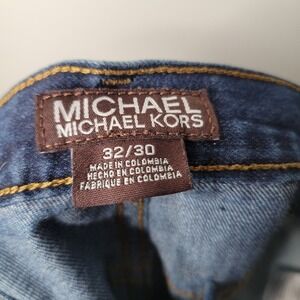 MICHAEL
MICHAEL KORS
32/30
MADE IN COLOMBIA
HECHO EN COLOMBIA
FABRIQUE EN COLOMBIA